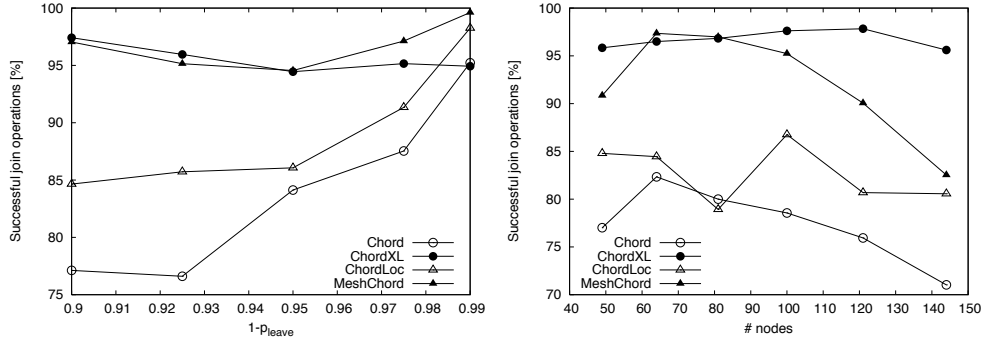 Successful join operations [%]
100
95
90
85
80
75
0.9 0.91 0.92 0.93 0.94 0.95 0.96 0.97 0.98 0.99
1-pleave
Chord
ChordXL
ChordLoc
MeshChord
Successful join operations [%]
100
95
90
85
80
75
70
40 50 60 70 80 90 100 110 120 130 140 150
# nodes
Chord
ChordXL
ChordLoc
MeshChord